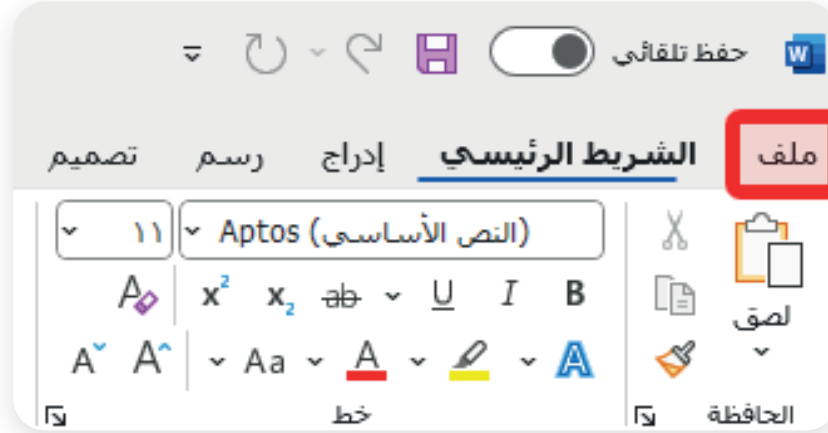 W حفظ تلقائي
ملف الشريط الرئيسي إدراج رسم تصميم
Aptos (النص الأساسي) ١١
لصق B I U ab x₂ x² A
A Aa A A A
الحافظة خط